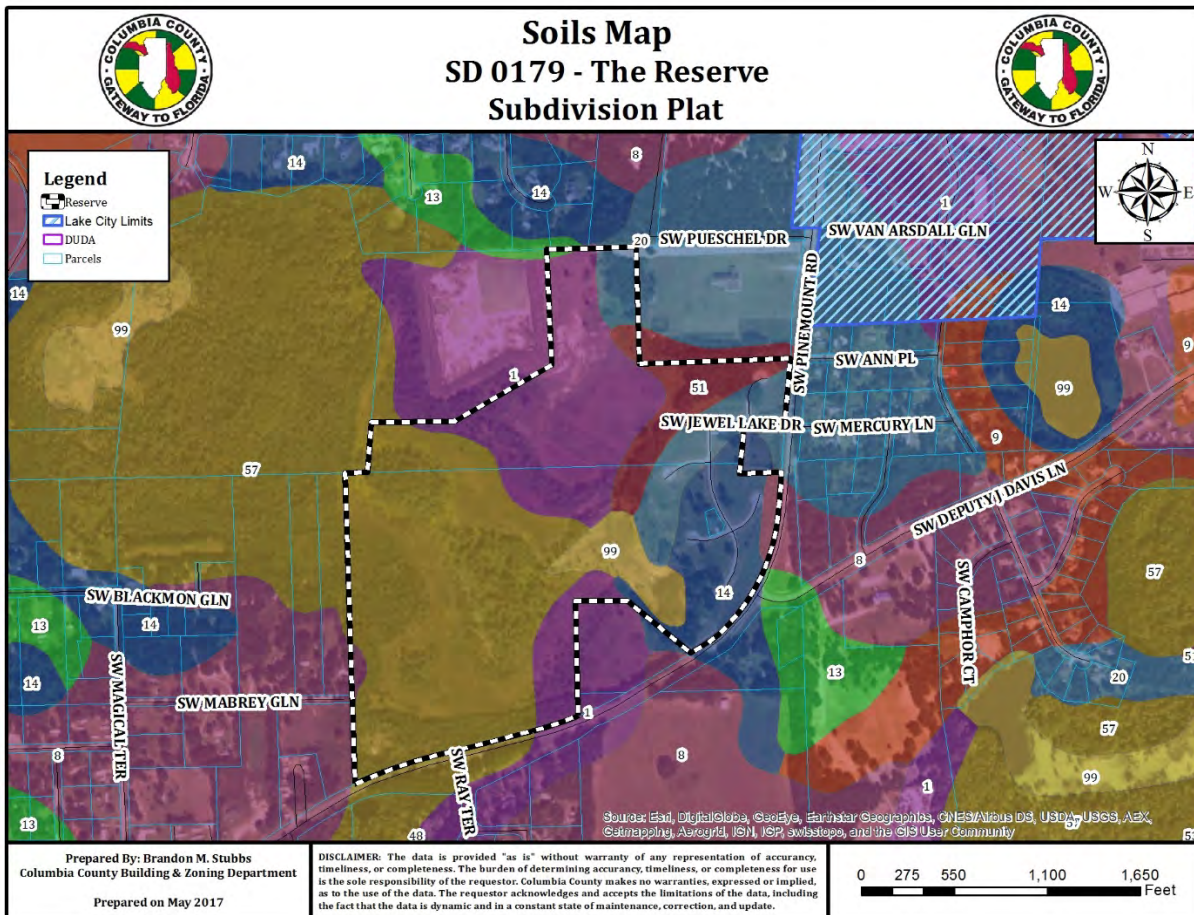 COLUMBIA COUNTY
GATEWAY TO FLORIDA
Soils Map
SD 0179 - The Reserve
Subdivision Plat
COLUMBIA COUNTY
GATEWAY TO FLORIDA
Legend
Reserve
Lake City Limits
DUDA
Parcels
N
W E
S
14
13
14
8
1
20
SW PUESCHEL DR
SW VAN ARSDALL GLN
SW PINEMOUNT RD
14
14
99
9
1
51
SW ANN PL
99
SW JEWEL LAKE DR
SW MERCURY LN
9
57
SW DEPUTY J DAVIS LN
99
8
57
SW BLACKMON GLN
14
14
SW CAMPHOR CT
13
14
13
20
SW MAGICAL TER
SW MABREY GLN
1
57
8
8
99
SW RAY TER
1
13
48
57
Source: Esri, DigitalGlobe, GeoEye, Earthstar Geographics, CNES/Airbus DS, USDA, USGS, AEX,
Getmapping, Aerogrid, IGN, IGP, swisstopo, and the GIS User Community
Prepared By: Brandon M. Stubbs
Columbia County Building & Zoning Department
Prepared on May 2017
DISCLAIMER: The data is provided "as is" without warranty of any representation of accurancy,
timeliness, or completeness. The burden of determining accuracy, timeliness, or completeness for use
is the sole responsibility of the requestor. Columbia County makes no warranties, expressed or implied,
as to the use of the data. The requestor acknowledges and accepts the limitations of the data, including
the fact that the data is dynamic and in a constant state of maintenance, correction, and update.
0 275 550 1,100 1,650
Feet